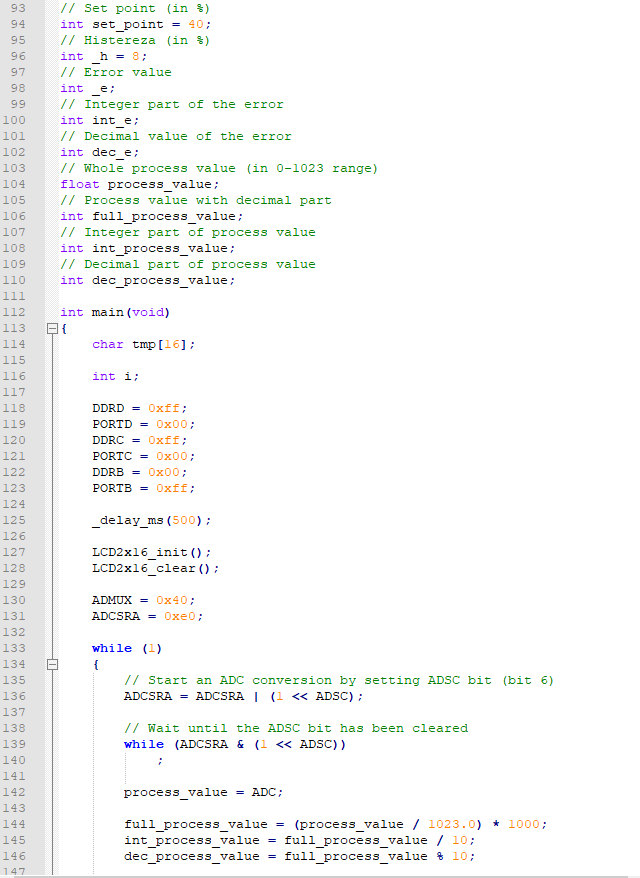 93 // Set point (in %)
94 int set_point = 40;
95 // Histereza (in %)
96 int _h = 8;
97 // Error value
98 int _e;
99 // Integer part of the error
100 int int_e;
101 // Decimal value of the error
102 int dec_e;
103 // Whole process value (in 0-1023 range)
104 float process_value;
105 // Process value with decimal part
106 int full_process_value;
107 // Integer part of process value
108 int int_process_value;
109 // Decimal part of process value
110 int dec_process_value;
111
112 int main(void)
113 {
114     char tmp[16];
115
116     int i;
117
118     DDRD = 0xff;
119     PORTD = 0x00;
120     DDRC = 0xff;
121     PORTC = 0x00;
122     DDRB = 0x00;
123     PORTB = 0xff;
124
125     _delay_ms(500);
126
127     LCD2x16_init();
128     LCD2x16_clear();
129
130     ADMUX = 0x40;
131     ADCSRA = 0xe0;
132
133     while (1)
134     {
135         // Start an ADC conversion by setting ADSC bit (bit 6)
136         ADCSRA = ADCSRA | (1 << ADSC);
137
138         // Wait until the ADSC bit has been cleared
139         while (ADCSRA & (1 << ADSC))
140             ;
141
142         process_value = ADC;
143
144         full_process_value = (process_value / 1023.0) * 1000;
145         int_process_value = full_process_value / 10;
146         dec_process_value = full_process_value % 10;
147